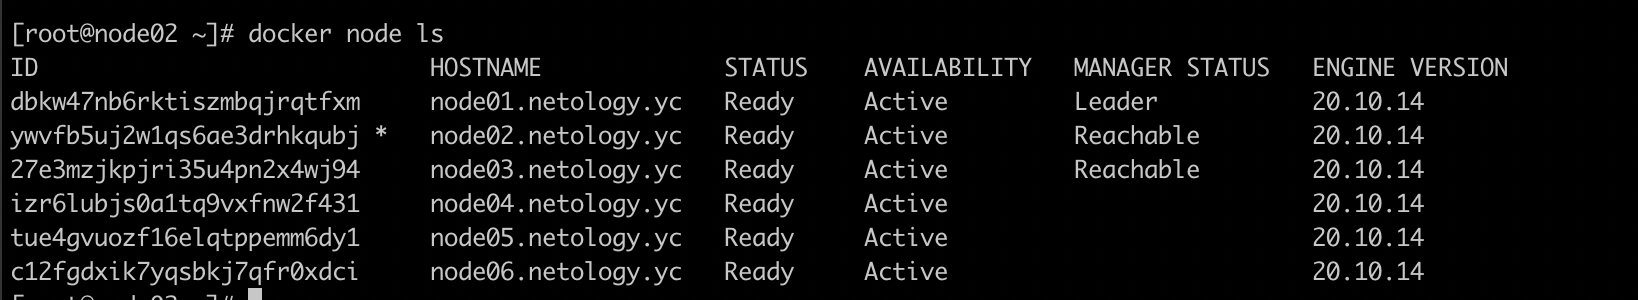 [root@node02 ~]# docker node ls
ID                            HOSTNAME             STATUS    AVAILABILITY   MANAGER STATUS   ENGINE VERSION
dbkw47nb6rktiszmbqjrqtfxm     node01.netology.yc   Ready     Active         Leader           20.10.14
ywvfb5uj2w1qs6ae3drhkqubj *   node02.netology.yc   Ready     Active         Reachable        20.10.14
27e3mzjkpjri35u4pn2x4wj94     node03.netology.yc   Ready     Active         Reachable        20.10.14
izr6lubjs0a1tq9vxfnw2f431     node04.netology.yc   Ready     Active                          20.10.14
tue4gvuozf16elqtppemm6dy1     node05.netology.yc   Ready     Active                          20.10.14
c12fgdxik7yqsbkj7qfr0xdci     node06.netology.yc   Ready     Active                          20.10.14